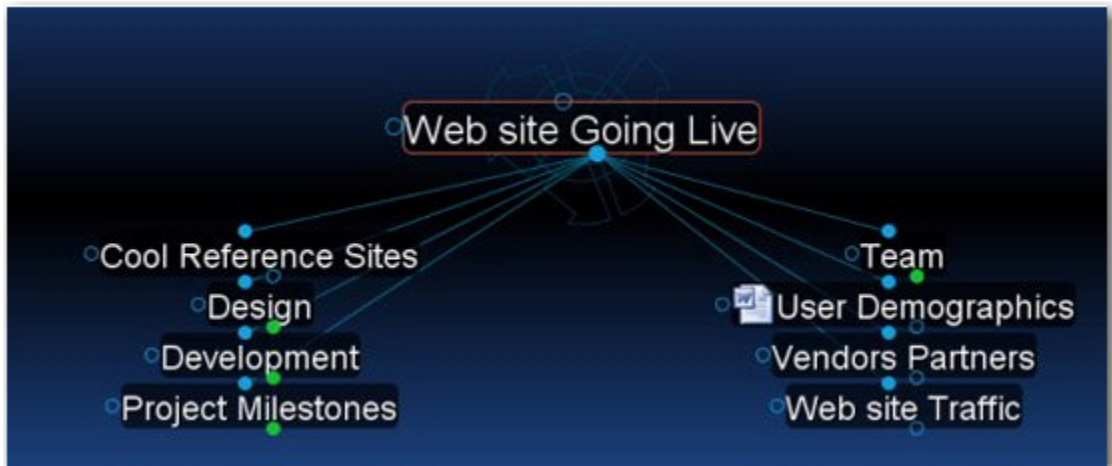 Web site Going Live
Cool Reference Sites
Design
Development
Project Milestones
Team
User Demographics
Vendors Partners
Web site Traffic